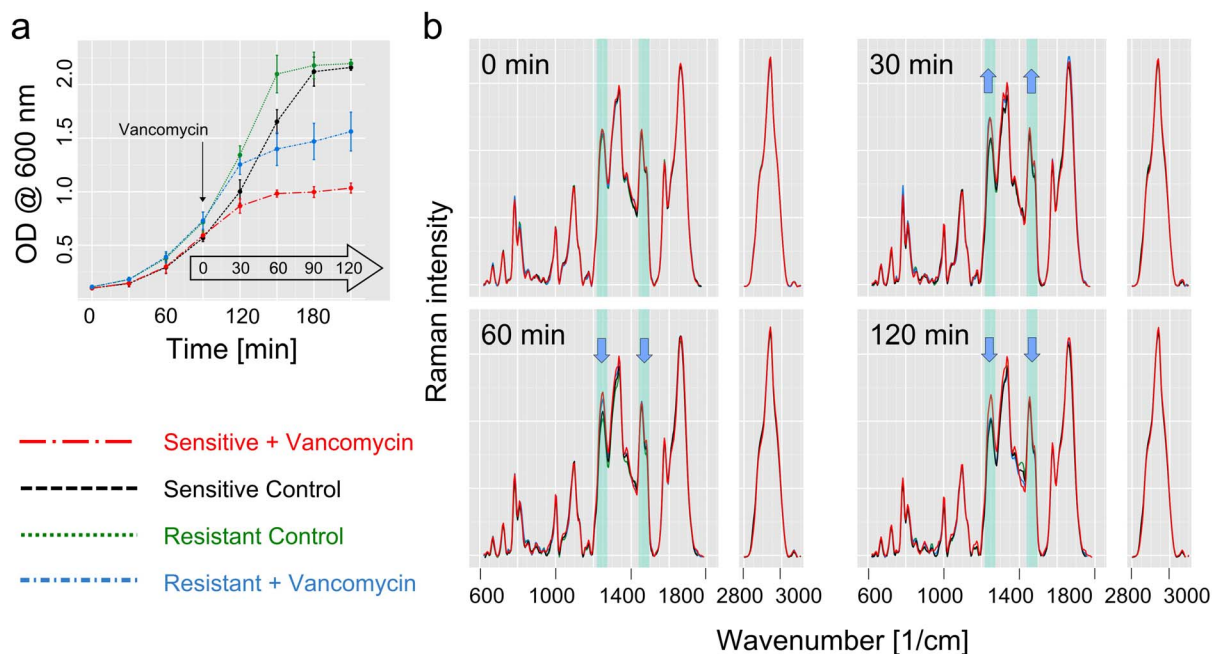 a
OD @ 600 nm
2.0
1.5
1.0
0.5
Vancomycin
0 30 60 90 120
0 60 120 180
Time [min]
Sensitive + Vancomycin
Sensitive Control
Resistant Control
Resistant + Vancomycin
b
Raman intensity
0 min
30 min
60 min
120 min
600 1000 1400 1800 2800 3000
600 1000 1400 1800 2800 3000
Wavenumber [1/cm]